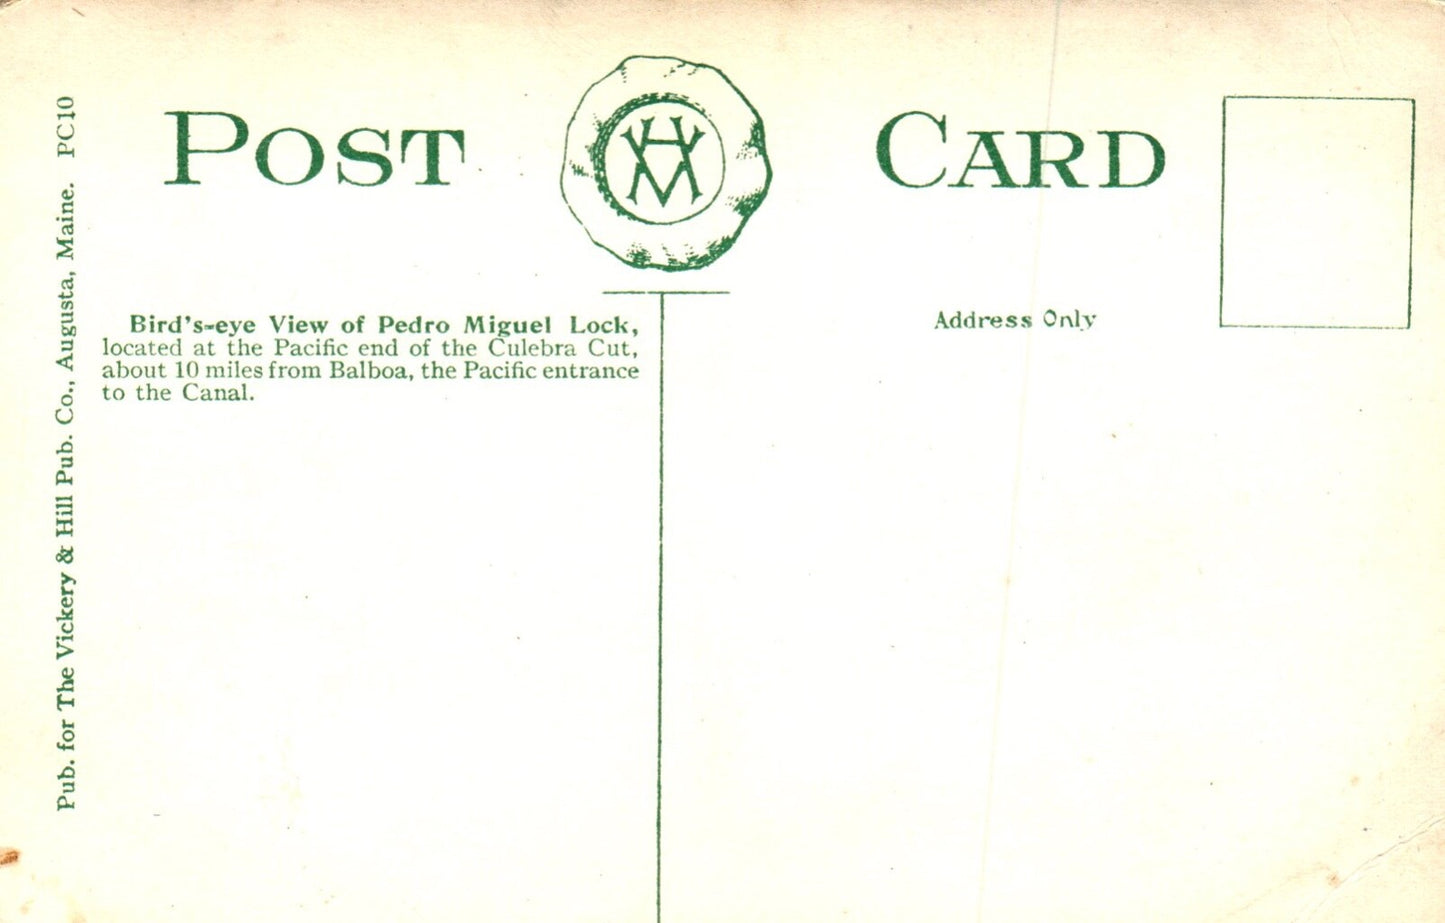 POST CARD
Bird's-eye View of Pedro Miguel Lock,
located at the Pacific end of the Culebra Cut,
about 10 miles from Balboa, the Pacific entrance
to the Canal.
Address Only
Pub. for The Vickery & Hill Pub. Co., Augusta, Maine. PC10